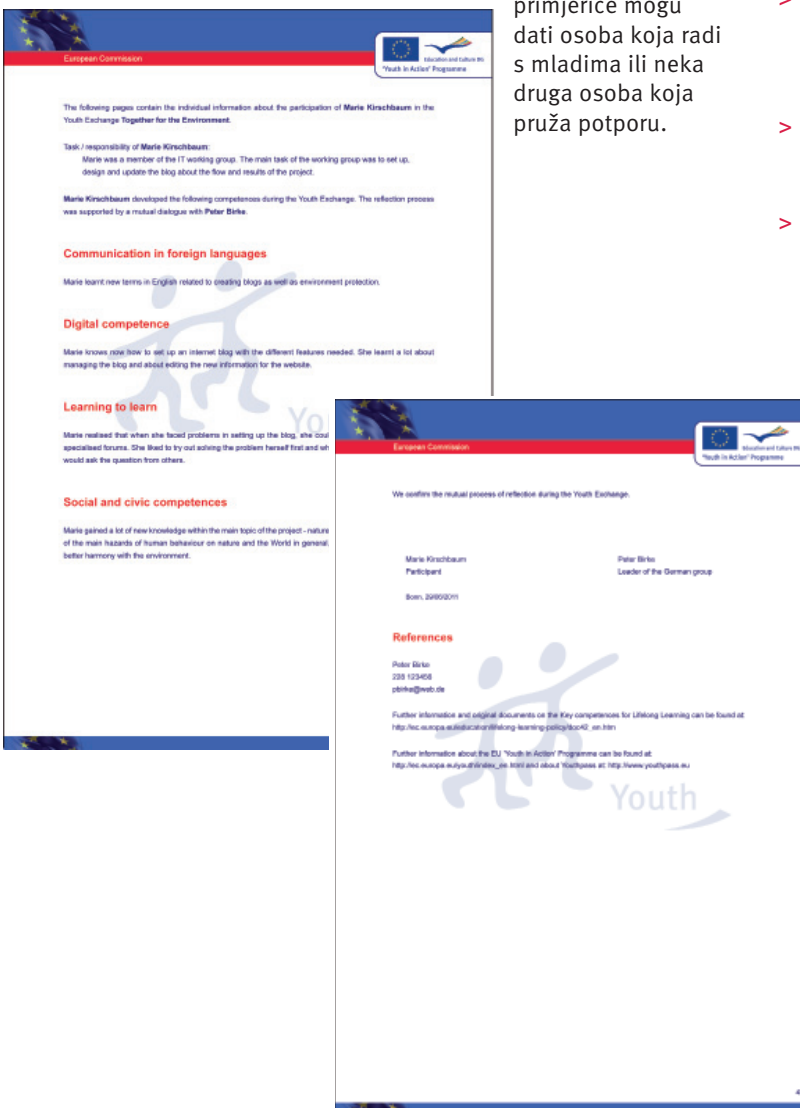 primjerice mogu
dati osoba koja radi
s mladima ili neka
druga osoba koja
pruža potporu.
>
>
>
European Commission
Education and Culture DG
'Youth in Action' Programme
The following pages contain the individual information about the participation of Marie Kirschbaum in the
Youth Exchange Together for the Environment.
Task / responsibility of Marie Kirschbaum:
Marie was a member of the IT working group. The main task of the working group was to set up,
design and update the blog about the flow and results of the project.
Marie Kirschbaum developed the following competences during the Youth Exchange. The reflection process
was supported by a mutual dialogue with Peter Birke.
Communication in foreign languages
Marie learnt new terms in English related to creating blogs as well as environment protection.
Digital competence
Marie knows now how to set up an internet blog with the different features needed. She learnt a lot about
managing the blog and about editing the new information for the website.
Learning to learn
Marie realised that when she faced problems in setting up the blog, she coul
specialised forums. She liked to try out solving the problem herself first and wh
would ask the question from others.
Social and civic competences
Marie gained a lot of new knowledge within the main topic of the project - nature
of the main hazards of human behaviour on nature and the World in general.
better harmony with the environment.
Yo
European Commission
Education and Culture DG
'Youth in Action' Programme
We confirm the mutual process of reflection during the Youth Exchange.
Marie Kirschbaum Peter Birke
Participant Leader of the German group
Bonn, 29/06/2011
References
Peter Birke
pbirke@web.de
Further information and original documents on the Key competences for Lifelong Learning can be found at:
http://ec.europa.eu/education/lifelong-learning-policy/doc42_en.htm
Further information about the EU 'Youth in Action' Programme can be found at:
http://ec.europa.eu/youth/index_en.html and about Youthpass at: http://www.youthpass.eu
Youth